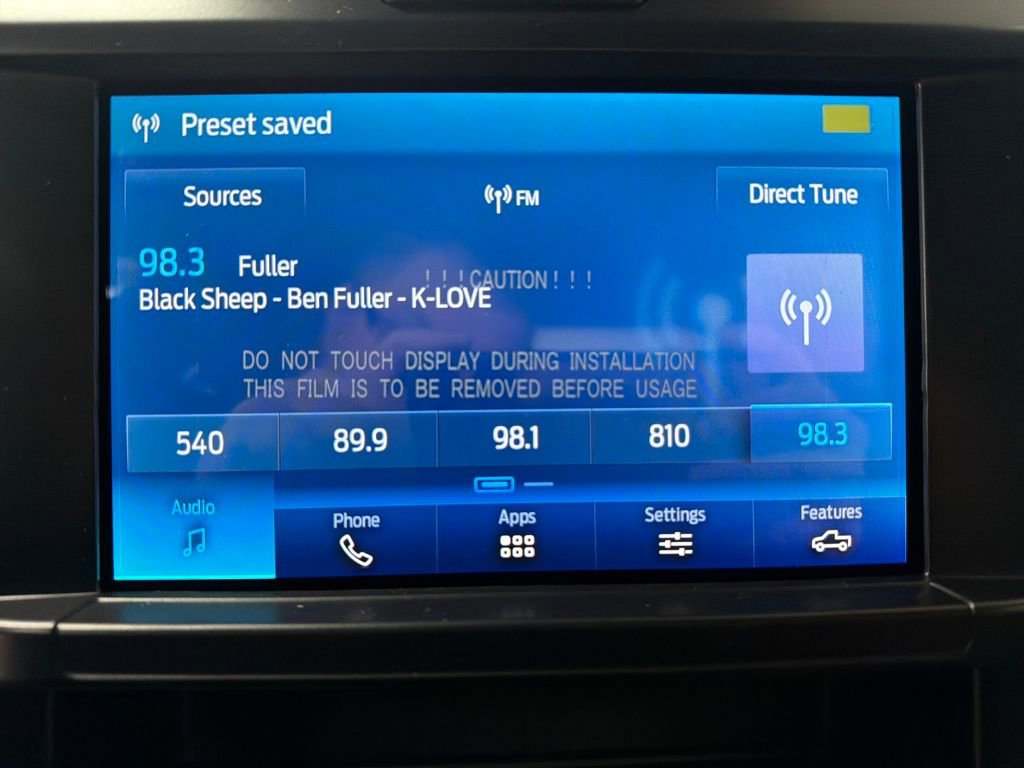 Preset saved
Sources
FM
Direct Tune
98.3 Fuller
! ! ! CAUTION ! ! !
Black Sheep - Ben Fuller - K-LOVE
DO NOT TOUCH DISPLAY DURING INSTALLATION
THIS FILM IS TO BE REMOVED BEFORE USAGE
540 89.9 98.1 810 98.3
Audio Phone Apps Settings Features